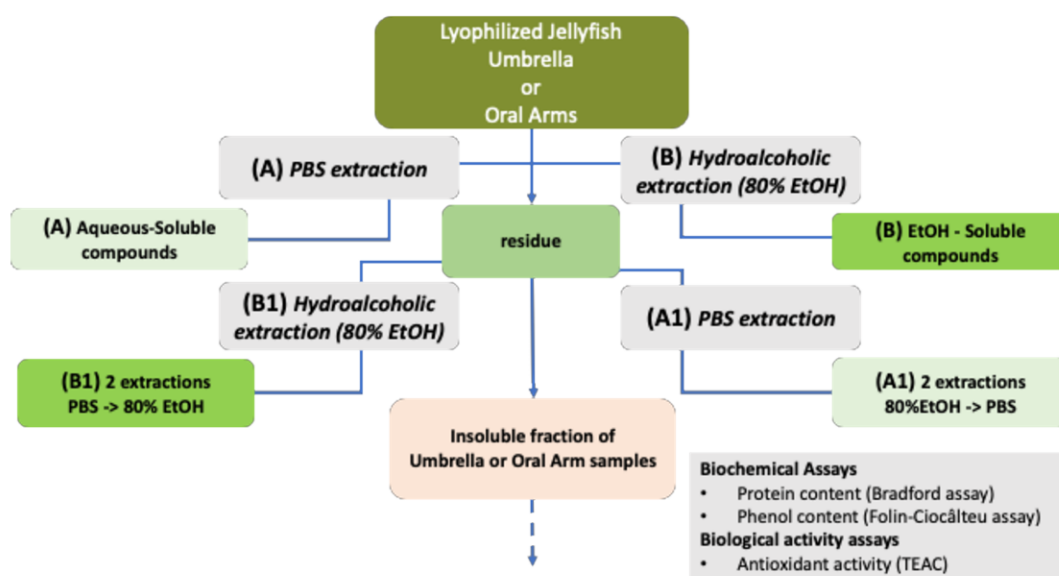 Lyophilized Jellyfish
Umbrella
or
Oral Arms
(A) PBS extraction
(B) Hydroalcoholic
extraction (80% EtOH)
(A) Aqueous-Soluble
compounds
residue
(B) EtOH - Soluble
compounds
(B1) Hydroalcoholic
extraction (80% EtOH)
(A1) PBS extraction
(B1) 2 extractions
PBS -> 80% EtOH
(A1) 2 extractions
80%EtOH -> PBS
Insoluble fraction of
Umbrella or Oral Arm samples
Biochemical Assays
• Protein content (Bradford assay)
• Phenol content (Folin-Ciocâlteu assay)
Biological activity assays
• Antioxidant activity (TEAC)